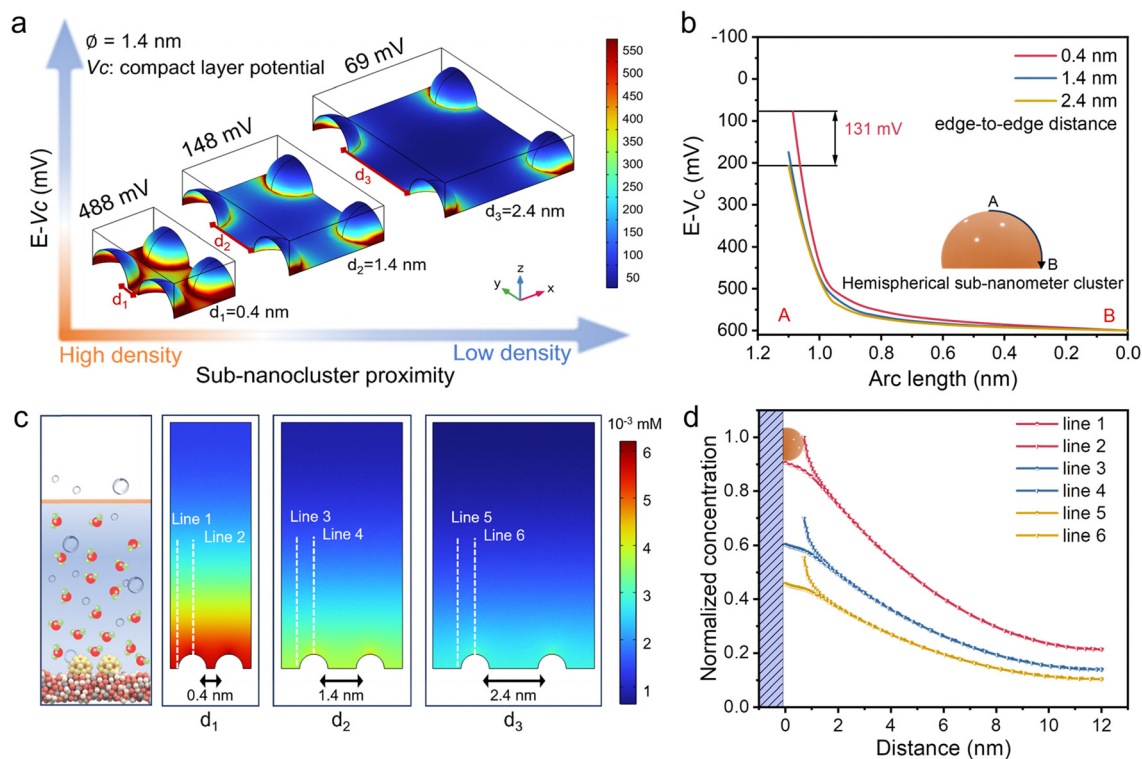 a
ϕ = 1.4 nm
Vc: compact layer potential
E-Vc (mV)
488 mV
148 mV
69 mV
d₁
d₁=0.4 nm
d₂
d₂=1.4 nm
d₃
d₃=2.4 nm
z
y
x
550
500
450
400
350
300
250
200
150
100
50
High density
Low density
Sub-nanocluster proximity
b
-100
0
100
200
300
400
500
600
E-V_C (mV)
0.4 nm
1.4 nm
2.4 nm
edge-to-edge distance
131 mV
A
B
Hemispherical sub-nanometer cluster
A
B
1.2 1.0 0.8 0.6 0.4 0.2 0.0
Arc length (nm)
c
Line 1
Line 2
0.4 nm
d₁
Line 3
Line 4
1.4 nm
d₂
Line 5
Line 6
2.4 nm
d₃
10⁻³ mM
6
5
4
3
2
1
d
1.0
0.8
0.6
0.4
0.2
0.0
Normalized concentration
line 1
line 2
line 3
line 4
line 5
line 6
0 2 4 6 8 10 12
Distance (nm)